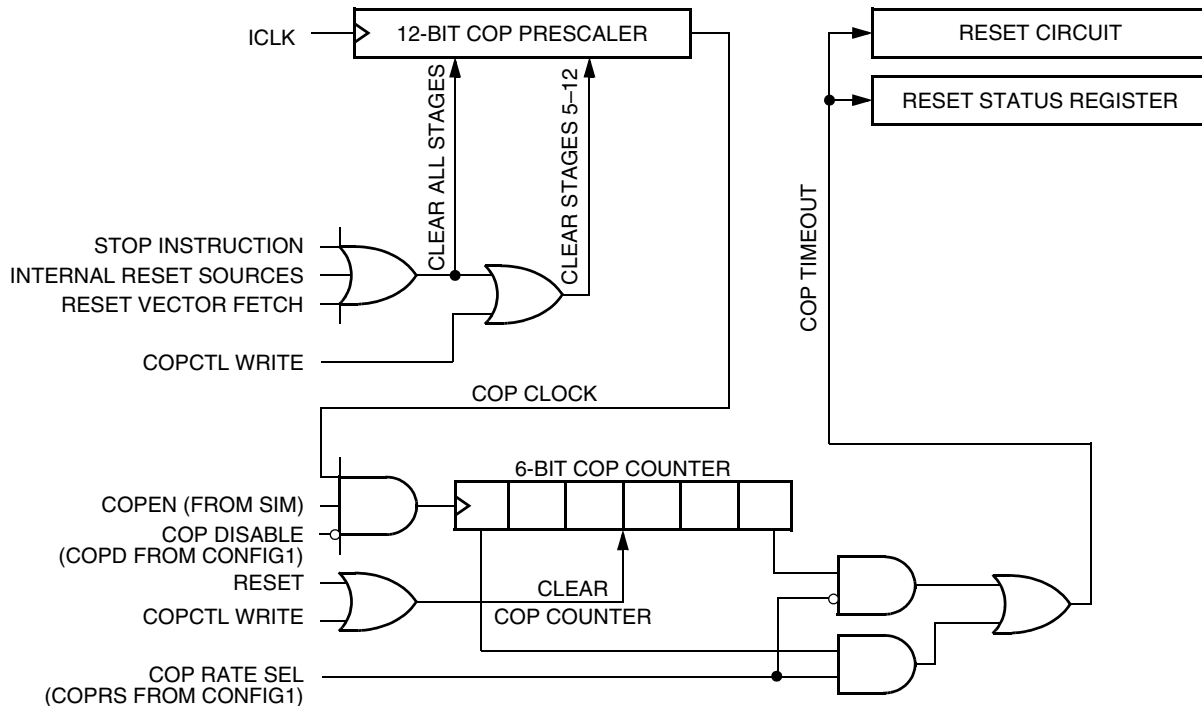 ICLK
12-BIT COP PRESCALER
RESET CIRCUIT
RESET STATUS REGISTER
CLEAR ALL STAGES
CLEAR STAGES 5–12
COP TIMEOUT
STOP INSTRUCTION
INTERNAL RESET SOURCES
RESET VECTOR FETCH
COPCTL WRITE
COP CLOCK
6-BIT COP COUNTER
COPEN (FROM SIM)
COP DISABLE
(COPD FROM CONFIG1)
RESET
COPCTL WRITE
CLEAR
COP COUNTER
COP RATE SEL
(COPRS FROM CONFIG1)